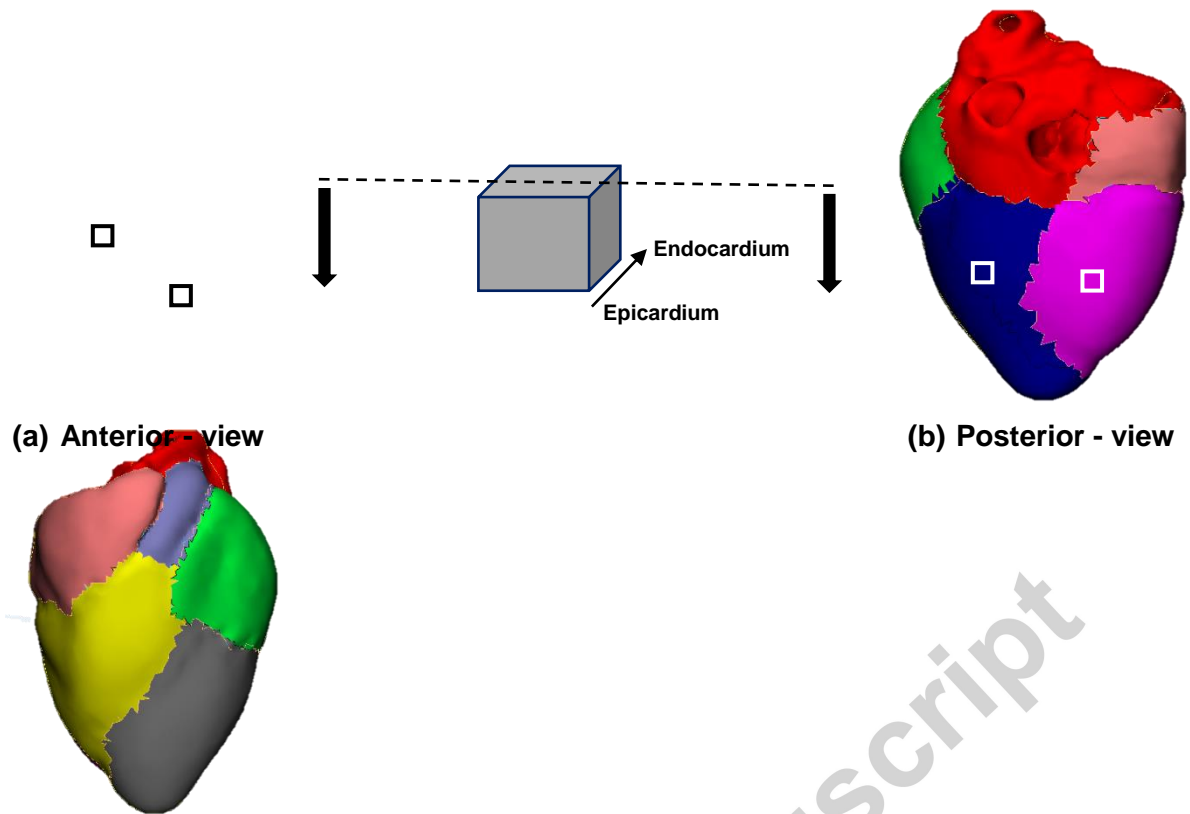 Endocardium
Epicardium
(a) Anterior - view
(b) Posterior - view